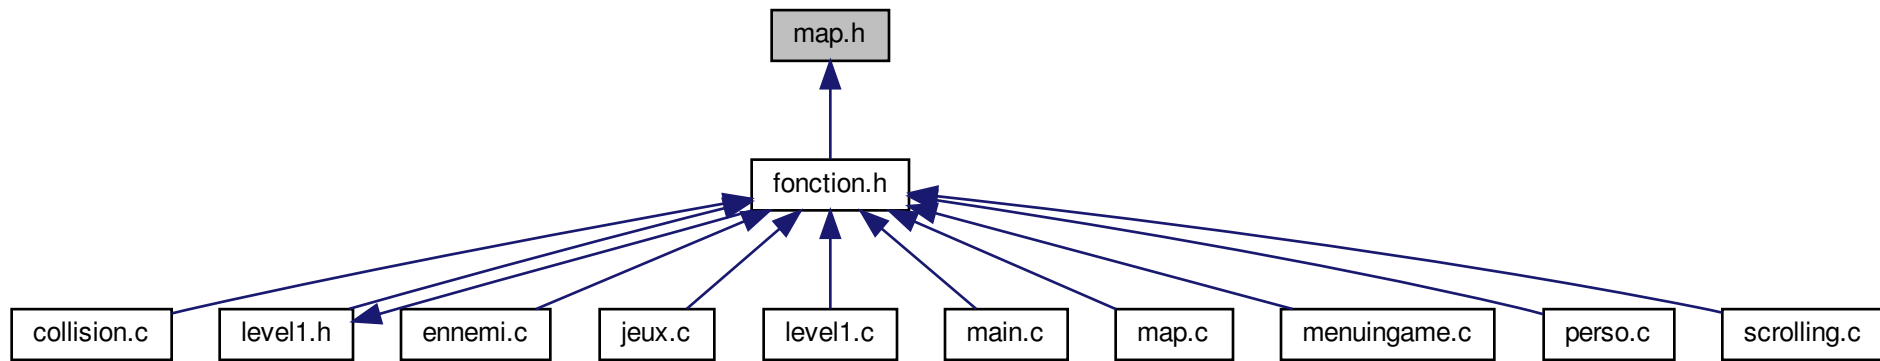 map.h
fonction.h
collision.c
level1.h
ennemi.c
jeux.c
level1.c
main.c
map.c
menuingame.c
perso.c
scrolling.c